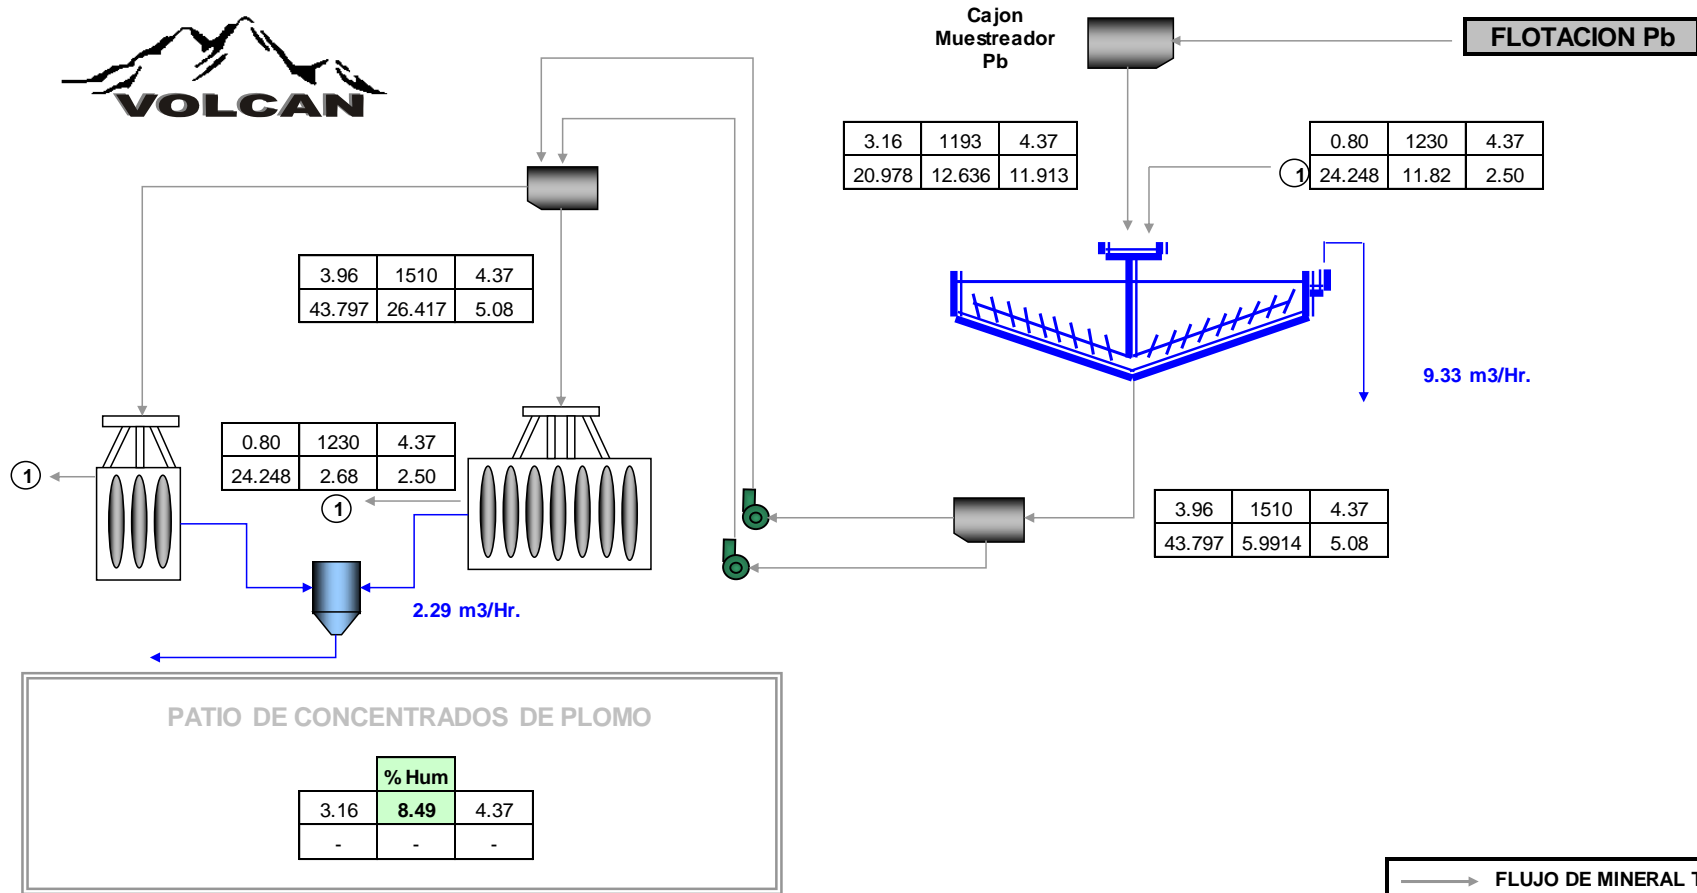 VOLCAN
Cajon
Muestreador
Pb
FLOTACION Pb
3.16 1193 4.37
20.978 12.636 11.913
0.80 1230 4.37
1 24.248 11.82 2.50
3.96 1510 4.37
43.797 26.417 5.08
9.33 m3/Hr.
0.80 1230 4.37
24.248 2.68 2.50
1
1
3.96 1510 4.37
43.797 5.9914 5.08
2.29 m3/Hr.
PATIO DE CONCENTRADOS DE PLOMO
% Hum
3.16 8.49 4.37
- - -
FLUJO DE MINERAL T